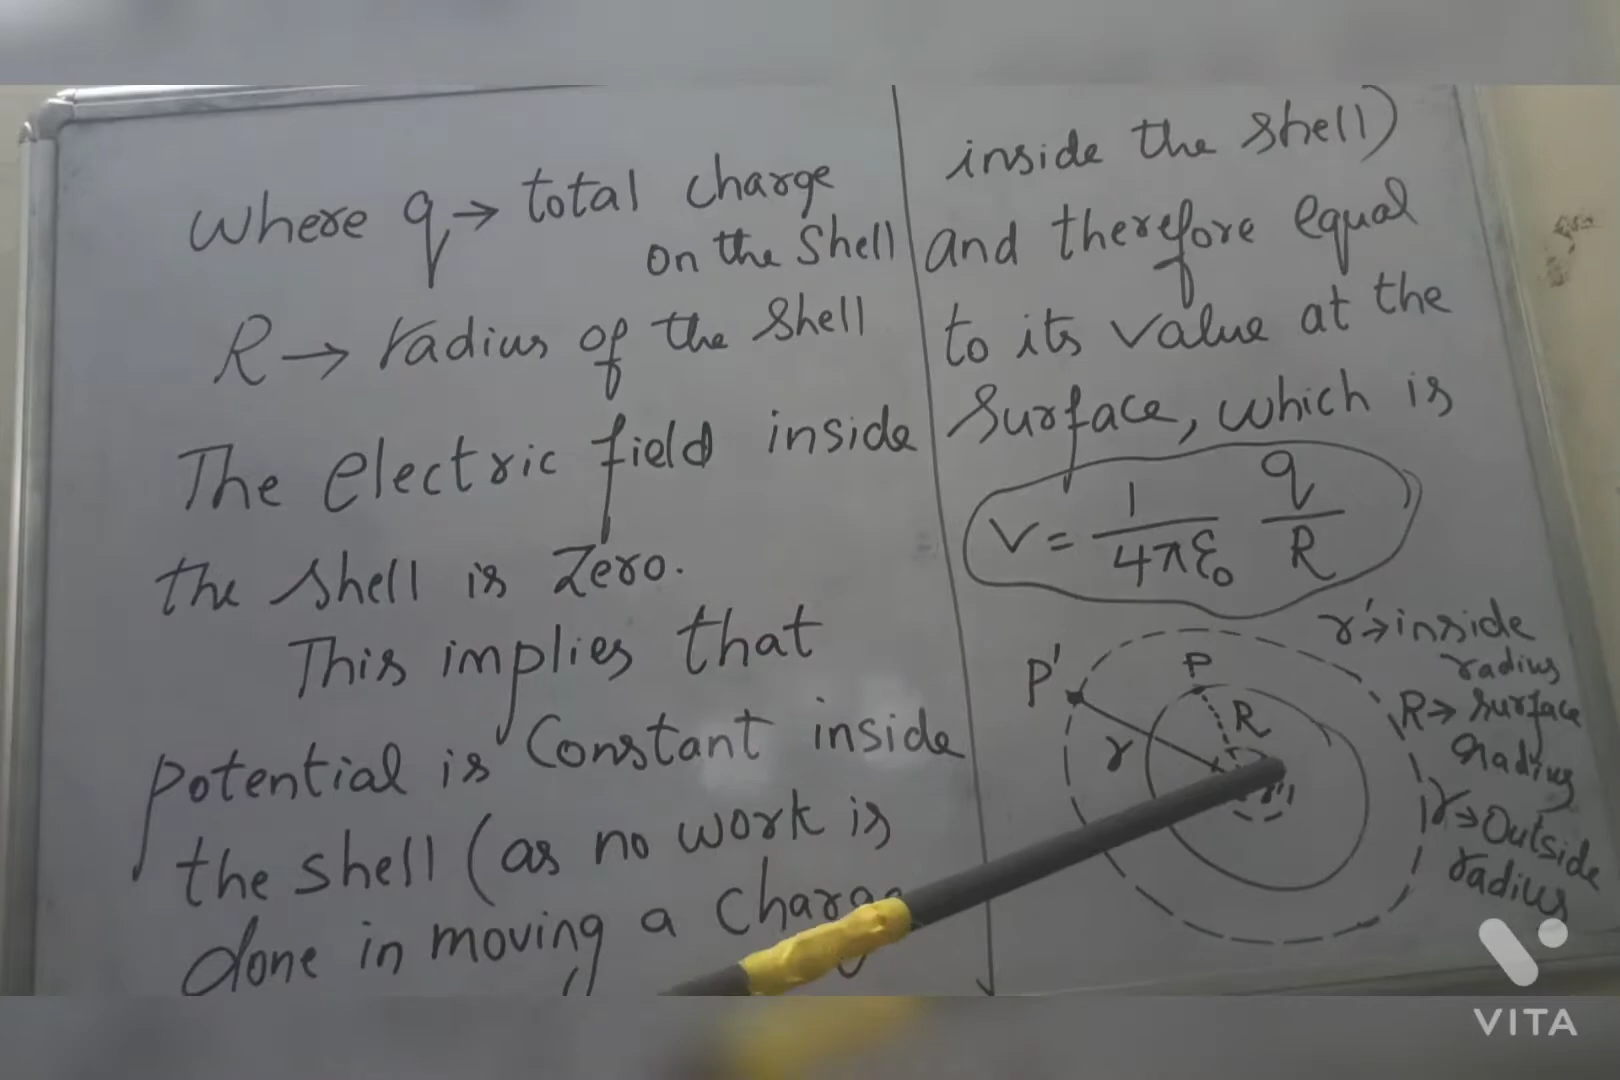 Where q → total charge
on the Shell
R → radius of the Shell
The electric field inside
the shell is Zero.
This implies that
potential is Constant inside
the shell (as no work is
done in moving a charge
inside the shell)
and therefore equal
to its value at the
Surface, which is
V = 1/4πε₀ q/R
r' → inside
radius
R → Surface
radius
r → Outside
radius
P'
P
R
r
r'
VITA